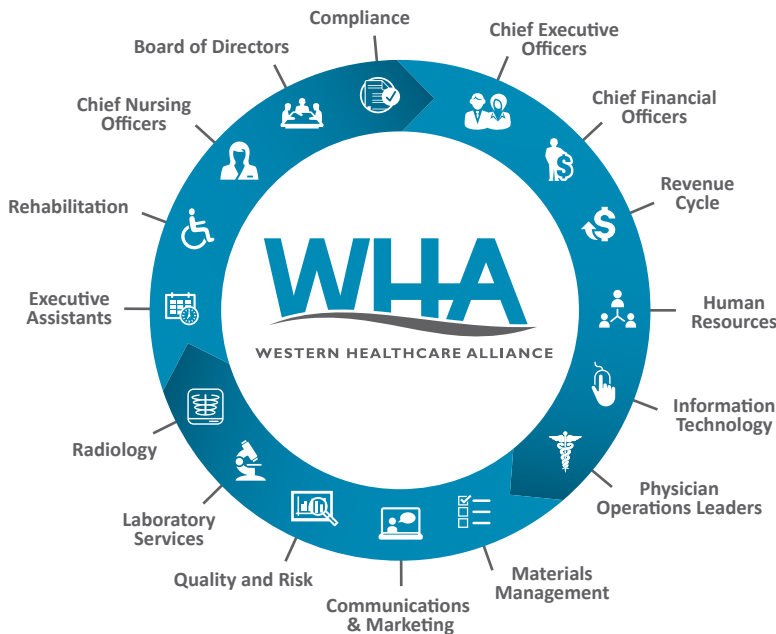 Compliance
Chief Executive
Officers
Chief Financial
Officers
Revenue
Cycle
Human
Resources
Information
Technology
Physician
Operations Leaders
Materials
Management
Communications
& Marketing
Quality and Risk
Laboratory
Services
Radiology
Executive
Assistants
Rehabilitation
Chief Nursing
Officers
Board of Directors
WHA
WESTERN HEALTHCARE ALLIANCE